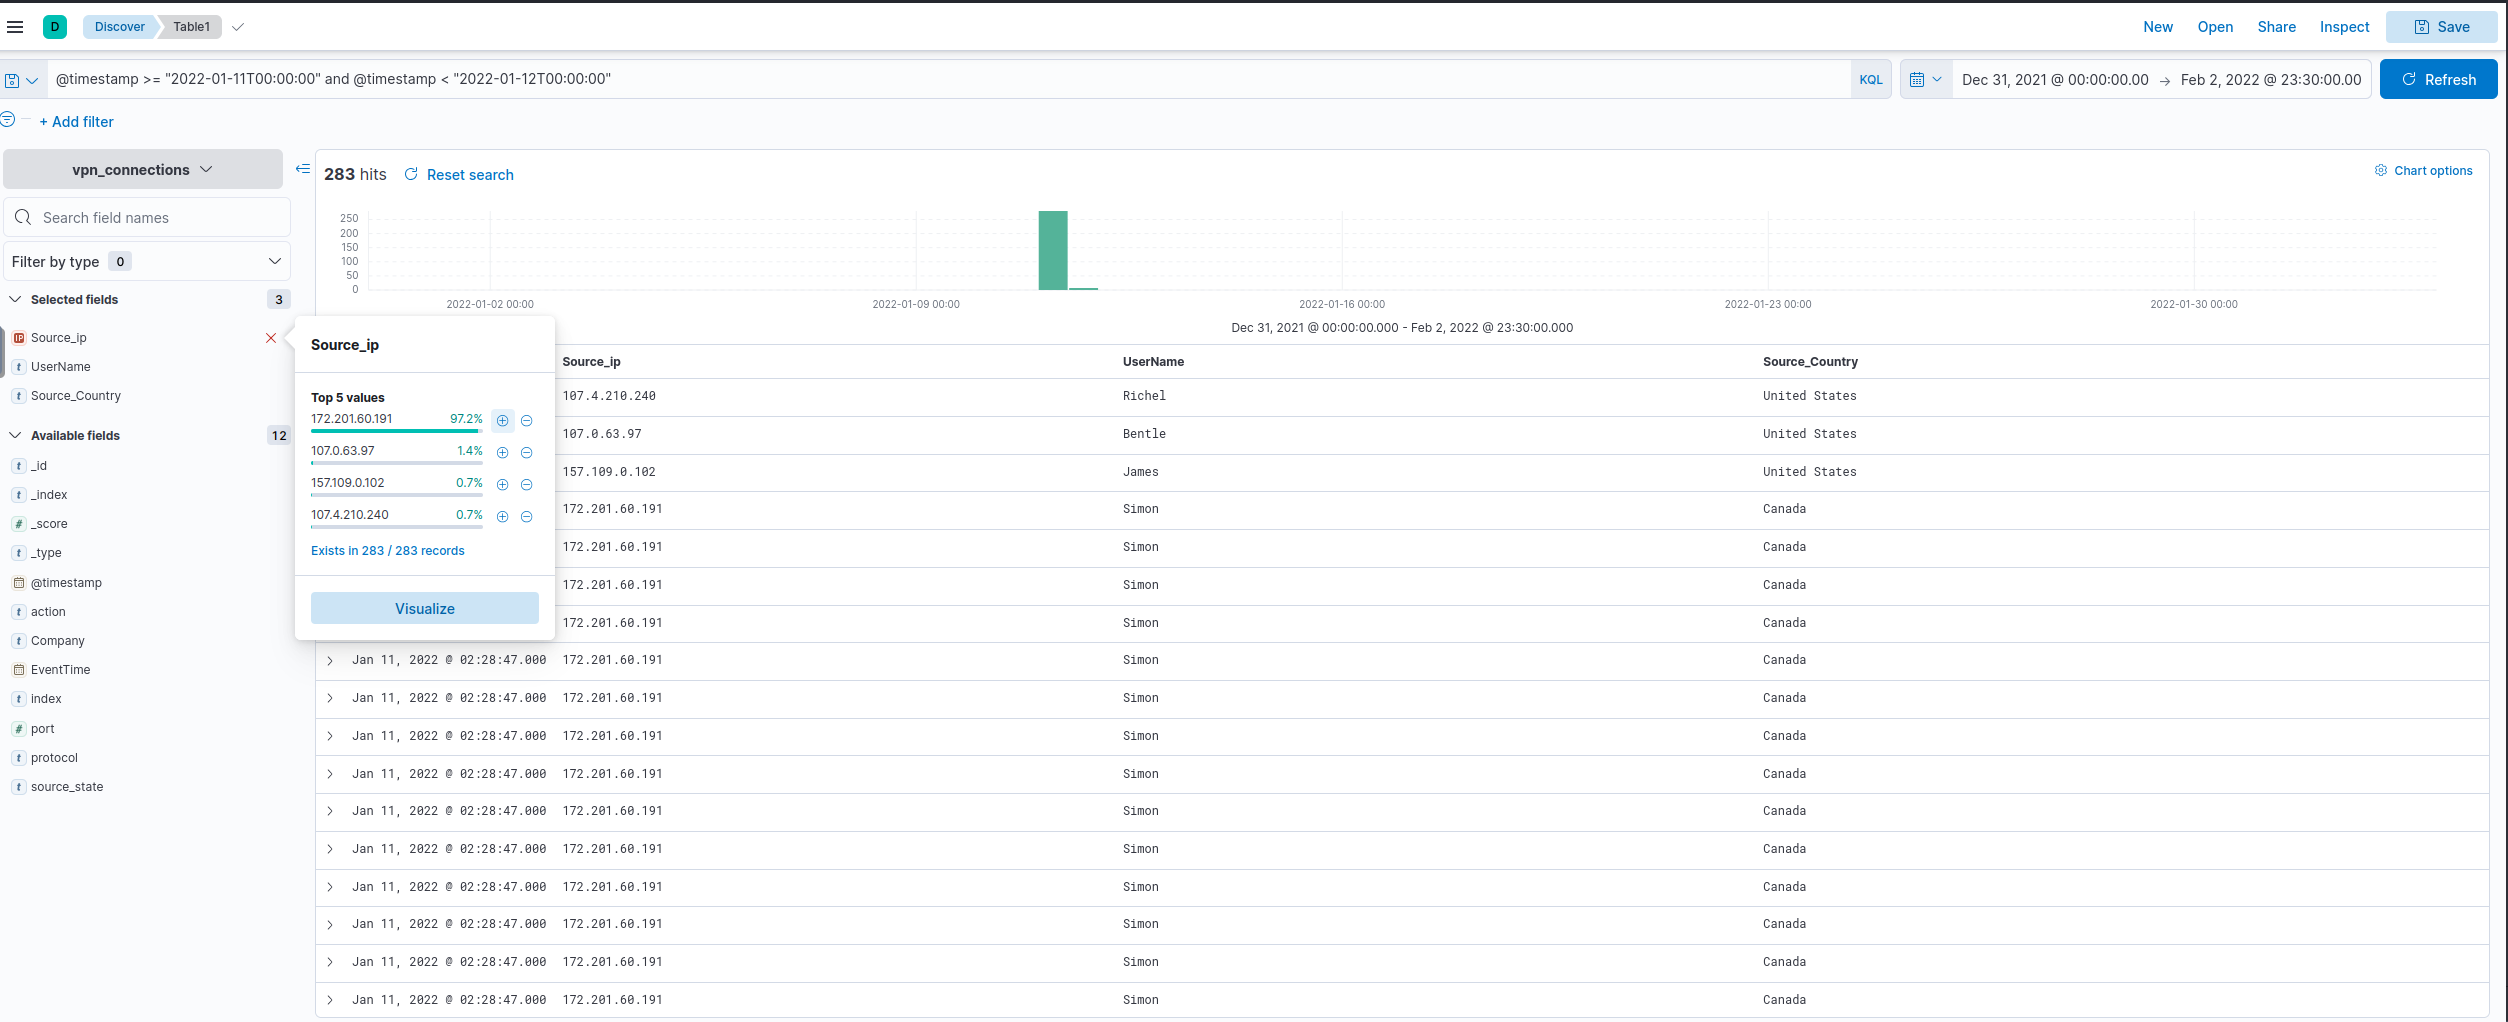 D Discover Table1 New Open Share Inspect Save
@timestamp >= "2022-01-11T00:00:00" and @timestamp < "2022-01-12T00:00:00" KQL Dec 31, 2021 @ 00:00:00.00 → Feb 2, 2022 @ 23:30:00.00 Refresh
+ Add filter
vpn_connections
Search field names
Filter by type 0
Selected fields 3
IP Source_ip
t UserName
t Source_Country
Available fields 12
t _id
t _index
# _score
t _type
@timestamp
t action
t Company
EventTime
t index
# port
t protocol
t source_state
283 hits Reset search Chart options
250
200
150
100
50
0
2022-01-02 00:00 2022-01-09 00:00 2022-01-16 00:00 2022-01-23 00:00 2022-01-30 00:00
Dec 31, 2021 @ 00:00:00.000 - Feb 2, 2022 @ 23:30:00.000
Source_ip
Top 5 values
172.201.60.191 97.2%
107.0.63.97 1.4%
157.109.0.102 0.7%
107.4.210.240 0.7%
Exists in 283 / 283 records
Visualize
Source_ip UserName Source_Country
107.4.210.240 Richel United States
107.0.63.97 Bentle United States
157.109.0.102 James United States
172.201.60.191 Simon Canada
172.201.60.191 Simon Canada
172.201.60.191 Simon Canada
172.201.60.191 Simon Canada
Jan 11, 2022 @ 02:28:47.000 172.201.60.191 Simon Canada
Jan 11, 2022 @ 02:28:47.000 172.201.60.191 Simon Canada
Jan 11, 2022 @ 02:28:47.000 172.201.60.191 Simon Canada
Jan 11, 2022 @ 02:28:47.000 172.201.60.191 Simon Canada
Jan 11, 2022 @ 02:28:47.000 172.201.60.191 Simon Canada
Jan 11, 2022 @ 02:28:47.000 172.201.60.191 Simon Canada
Jan 11, 2022 @ 02:28:47.000 172.201.60.191 Simon Canada
Jan 11, 2022 @ 02:28:47.000 172.201.60.191 Simon Canada
Jan 11, 2022 @ 02:28:47.000 172.201.60.191 Simon Canada
Jan 11, 2022 @ 02:28:47.000 172.201.60.191 Simon Canada